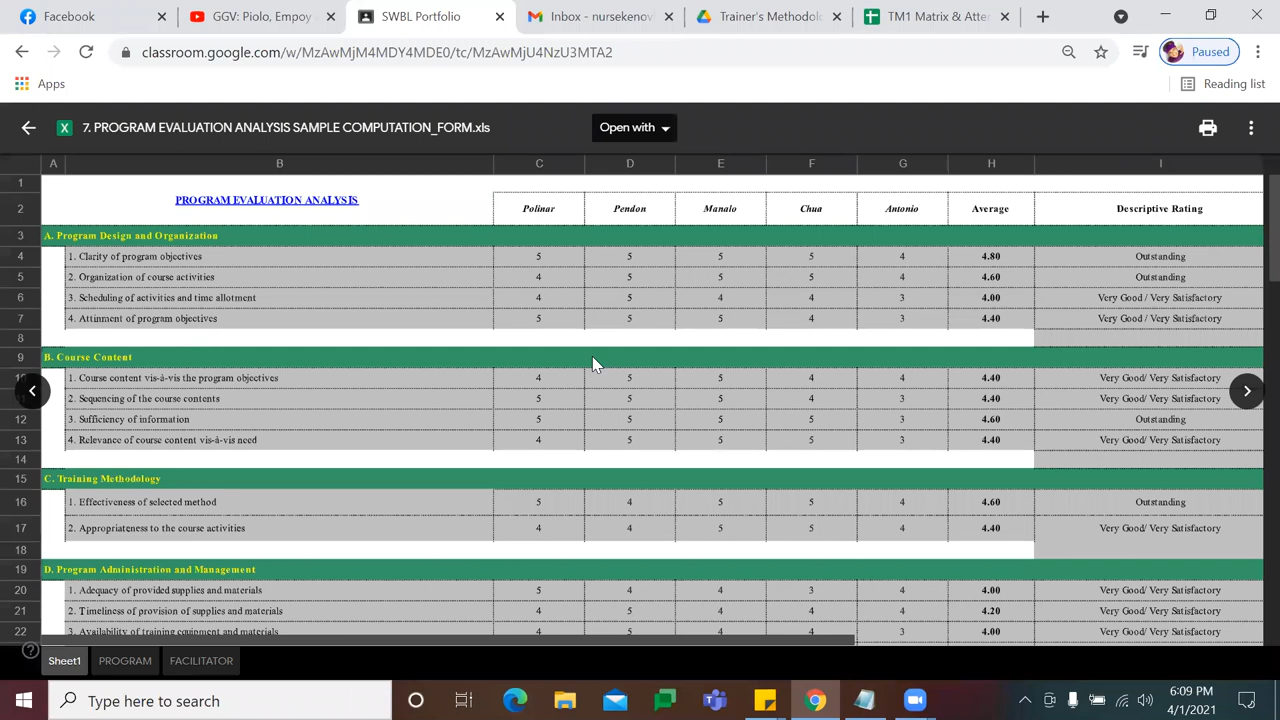 Facebook
GGV: Piolo, Empoy
SWBL Portfolio
Inbox - nursekenov
Trainer's Methodol
TM1 Matrix & Atter
classroom.google.com/w/MzAwMjM4MDY4MDE0/tc/MzAwMjU4NzU3MTA2
Paused
Apps
Reading list
7. PROGRAM EVALUATION ANALYSIS SAMPLE COMPUTATION_FORM.xls
Open with
A B C D E F G H I
1
2 PROGRAM EVALUATION ANALYSIS Polinar Pendon Manalo Chua Antonio Average Descriptive Rating
3 A. Program Design and Organization
4 1. Clarity of program objectives 5 5 5 5 4 4.80 Outstanding
5 2. Organization of course activities 4 5 5 5 4 4.60 Outstanding
6 3. Scheduling of activities and time allotment 4 5 4 4 3 4.00 Very Good / Very Satisfactory
7 4. Attinment of program objectives 5 5 5 4 3 4.40 Very Good / Very Satisfactory
8
9 B. Course Content
10 1. Course content vis-à-vis the program objectives 4 5 5 4 4 4.40 Very Good/ Very Satisfactory
2. Sequencing of the course contents 5 5 5 4 3 4.40 Very Good/ Very Satisfactory
12 3. Sufficiency of information 5 5 5 5 3 4.60 Outstanding
13 4. Relevance of course content vis-à-vis need 4 5 5 5 3 4.40 Very Good/ Very Satisfactory
14
15 C. Training Methodology
16 1. Effectiveness of selected method 5 4 5 5 4 4.60 Outstanding
17 2. Appropriateness to the course activities 4 4 5 5 4 4.40 Very Good/ Very Satisfactory
18
19 D. Program Administration and Management
20 1. Adequacy of provided supplies and materials 5 4 4 3 4 4.00 Very Good/ Very Satisfactory
21 2. Timeliness of provision of supplies and materials 4 5 4 4 4 4.20 Very Good/ Very Satisfactory
22 3. Availability of training equipment and materials 4 5 4 4 3 4.00 Very Good/ Very Satisfactory
Sheet1 PROGRAM FACILITATOR
Type here to search
6:09 PM
4/1/2021